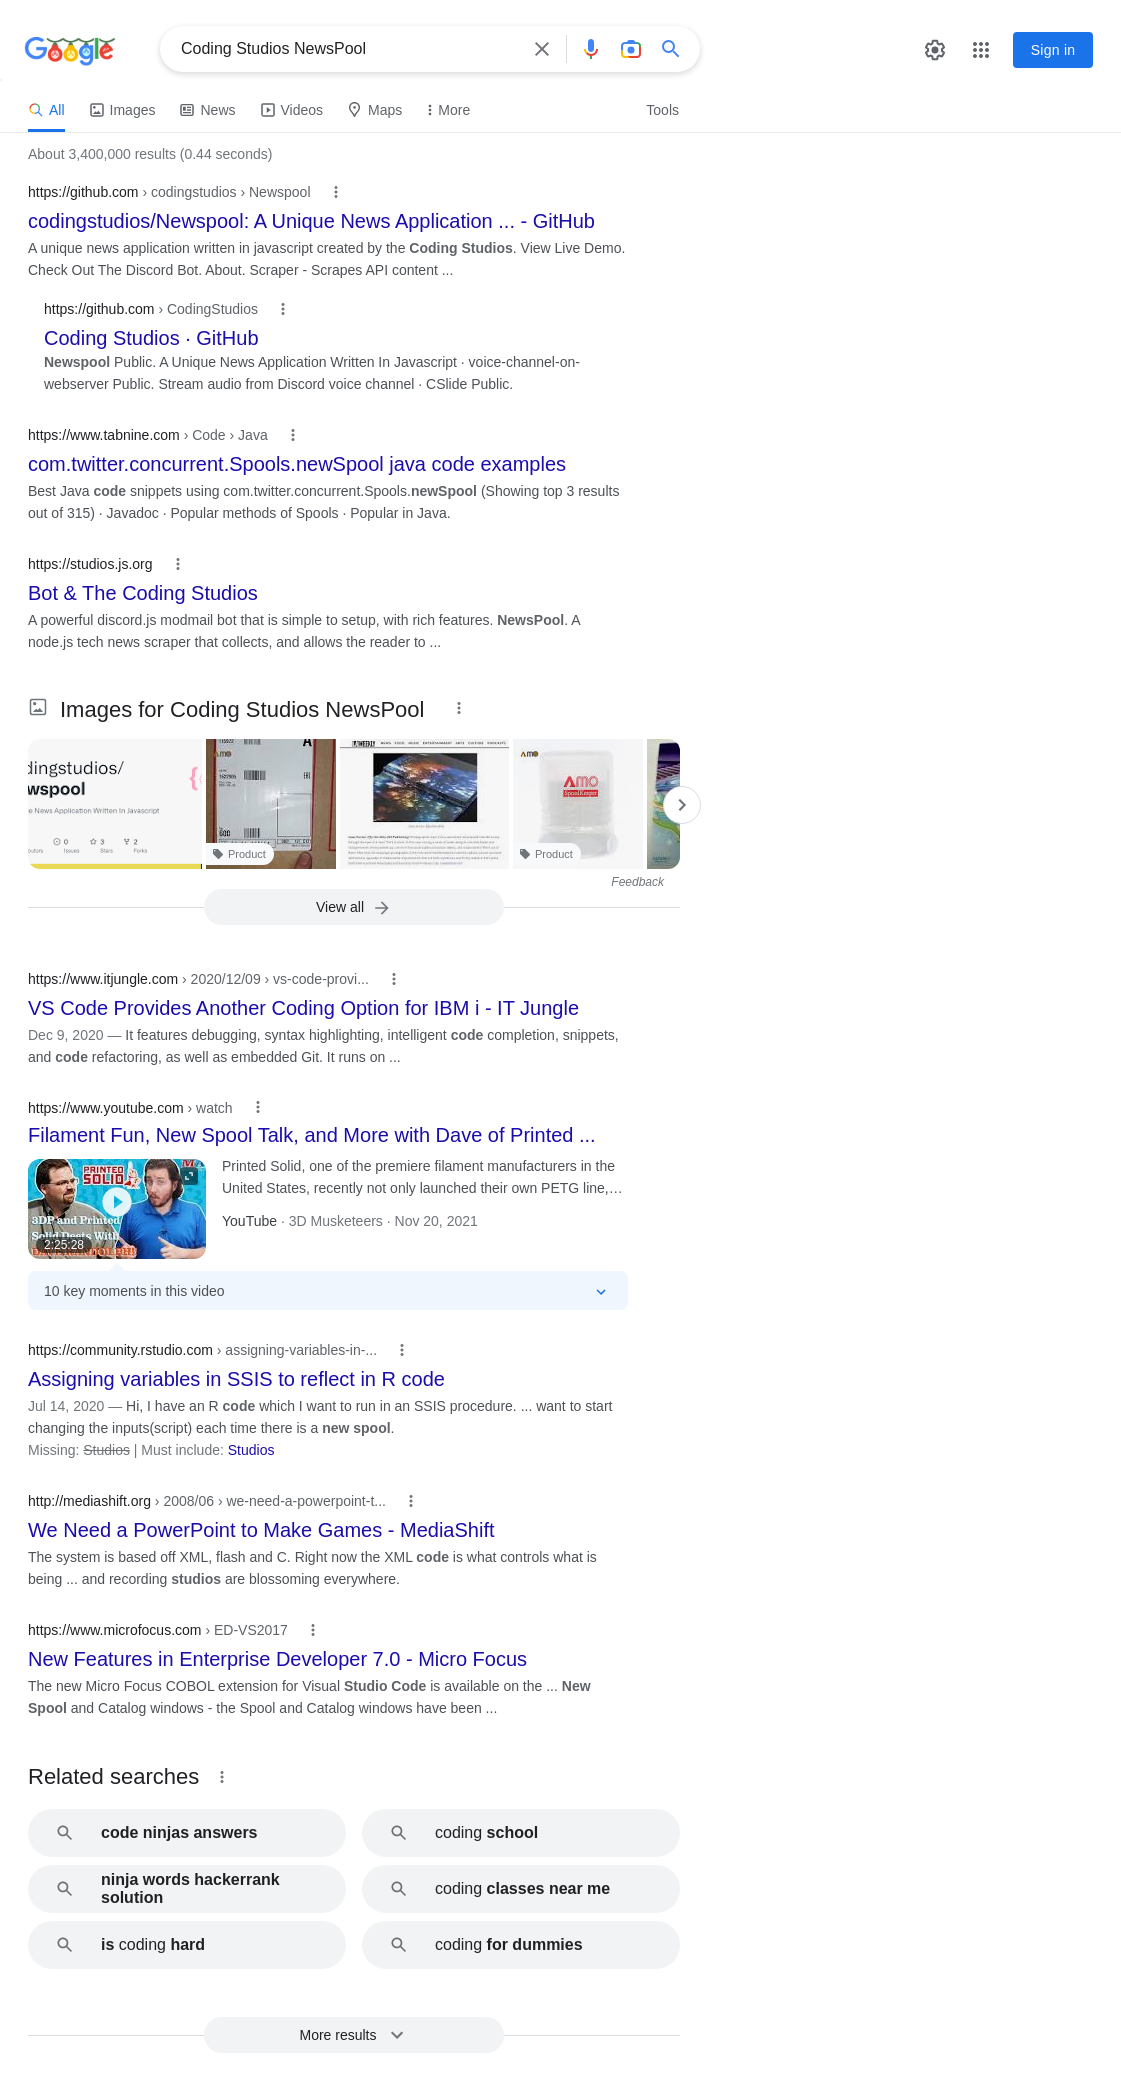 Google
Coding Studios NewsPool
Sign in
All
Images
News
Videos
Maps
More
Tools
About 3,400,000 results (0.44 seconds)
https://github.com › codingstudios › Newspool
codingstudios/Newspool: A Unique News Application ... - GitHub
A unique news application written in javascript created by the Coding Studios. View Live Demo.
Check Out The Discord Bot. About. Scraper - Scrapes API content ...
https://github.com › CodingStudios
Coding Studios · GitHub
Newspool Public. A Unique News Application Written In Javascript · voice-channel-on-
webserver Public. Stream audio from Discord voice channel · CSlide Public.
https://www.tabnine.com › Code › Java
com.twitter.concurrent.Spools.newSpool java code examples
Best Java code snippets using com.twitter.concurrent.Spools.newSpool (Showing top 3 results
out of 315) · Javadoc · Popular methods of Spools · Popular in Java.
https://studios.js.org
Bot & The Coding Studios
A powerful discord.js modmail bot that is simple to setup, with rich features. NewsPool. A
node.js tech news scraper that collects, and allows the reader to ...
Images for Coding Studios NewsPool
dingstudios/
wspool
e News Application Written In Javascript
0
3
2
Issues
Stars
Forks
AMO
Product
AMO
AMO
SpoolKeeper
Product
Feedback
View all
https://www.itjungle.com › 2020/12/09 › vs-code-provi...
VS Code Provides Another Coding Option for IBM i - IT Jungle
Dec 9, 2020 — It features debugging, syntax highlighting, intelligent code completion, snippets,
and code refactoring, as well as embedded Git. It runs on ...
https://www.youtube.com › watch
Filament Fun, New Spool Talk, and More with Dave of Printed ...
PRINTED
SOLID
3DP and Printed
Solid Deets With
2:25:28
Printed Solid, one of the premiere filament manufacturers in the
United States, recently not only launched their own PETG line,...
YouTube · 3D Musketeers · Nov 20, 2021
10 key moments in this video
https://community.rstudio.com › assigning-variables-in-...
Assigning variables in SSIS to reflect in R code
Jul 14, 2020 — Hi, I have an R code which I want to run in an SSIS procedure. ... want to start
changing the inputs(script) each time there is a new spool.
Missing: Studios | Must include: Studios
http://mediashift.org › 2008/06 › we-need-a-powerpoint-t...
We Need a PowerPoint to Make Games - MediaShift
The system is based off XML, flash and C. Right now the XML code is what controls what is
being ... and recording studios are blossoming everywhere.
https://www.microfocus.com › ED-VS2017
New Features in Enterprise Developer 7.0 - Micro Focus
The new Micro Focus COBOL extension for Visual Studio Code is available on the ... New
Spool and Catalog windows - the Spool and Catalog windows have been ...
Related searches
code ninjas answers
coding school
ninja words hackerrank
solution
coding classes near me
is coding hard
coding for dummies
More results